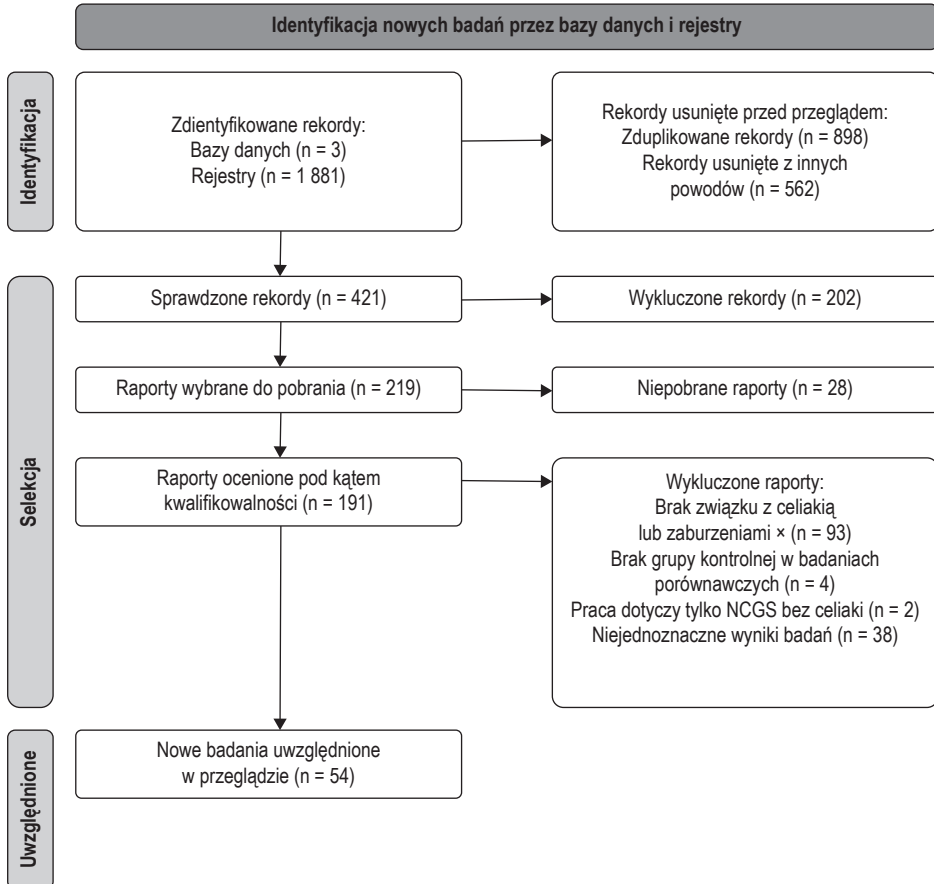 Identyfikacja nowych badań przez bazy danych i rejestry
Identyfikacja
Zdientyfikowane rekordy:
Bazy danych (n = 3)
Rejestry (n = 1 881)
Rekordy usunięte przed przeglądem:
Zduplikowane rekordy (n = 898)
Rekordy usunięte z innych
powodów (n = 562)
Selekcja
Sprawdzone rekordy (n = 421)
Wykluczone rekordy (n = 202)
Raporty wybrane do pobrania (n = 219)
Niepobrane raporty (n = 28)
Raporty ocenione pod kątem
kwalifikowalności (n = 191)
Wykluczone raporty:
Brak związku z celiakią
lub zaburzeniami × (n = 93)
Brak grupy kontrolnej w badaniach
porównawczych (n = 4)
Praca dotyczy tylko NCGS bez celiaki (n = 2)
Niejednoznaczne wyniki badań (n = 38)
Uwzględnione
Nowe badania uwzględnione
w przeglądzie (n = 54)